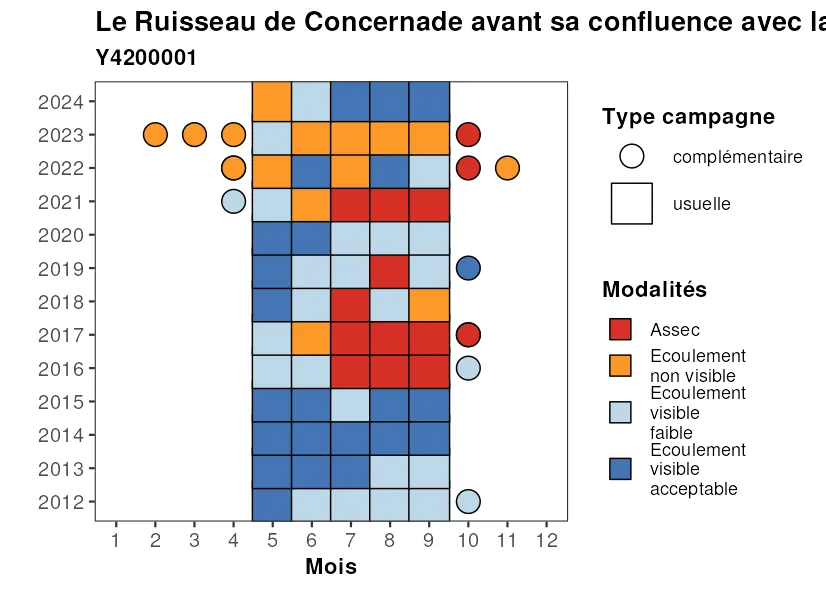 Le Ruisseau de Concernade avant sa confluence avec la
Y4200001
2024
2023
2022
2021
2020
2019
2018
2017
2016
2015
2014
2013
2012
1 2 3 4 5 6 7 8 9 10 11 12
Mois
Type campagne
complémentaire
usuelle
Modalités
Assec
Ecoulement
non visible
Ecoulement
visible
faible
Ecoulement
visible
acceptable